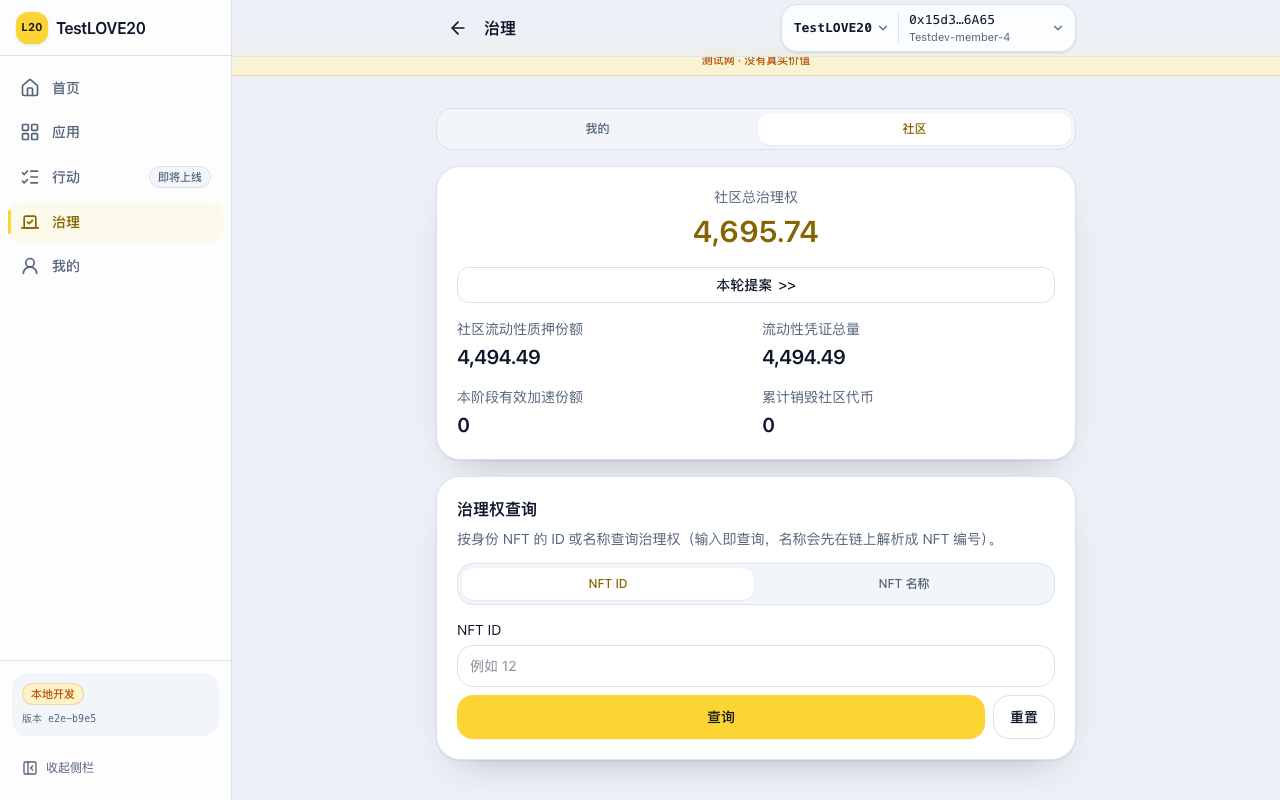 L20
TestLOVE20
首页
应用
行动
即将上线
治理
我的
本地开发
版本 e2e-b9e5
收起侧栏
治理
TestLOVE20
0x15d3…6A65
Testdev-member-4
测试网 · 没有真实价值
我的
社区
社区总治理权
4,695.74
本轮提案 >>
社区流动性质押份额
4,494.49
流动性凭证总量
4,494.49
本阶段有效加速份额
0
累计销毁社区代币
0
治理权查询
按身份 NFT 的 ID 或名称查询治理权（输入即查询，名称会先在链上解析成 NFT 编号）。
NFT ID
NFT 名称
NFT ID
例如 12
查询
重置